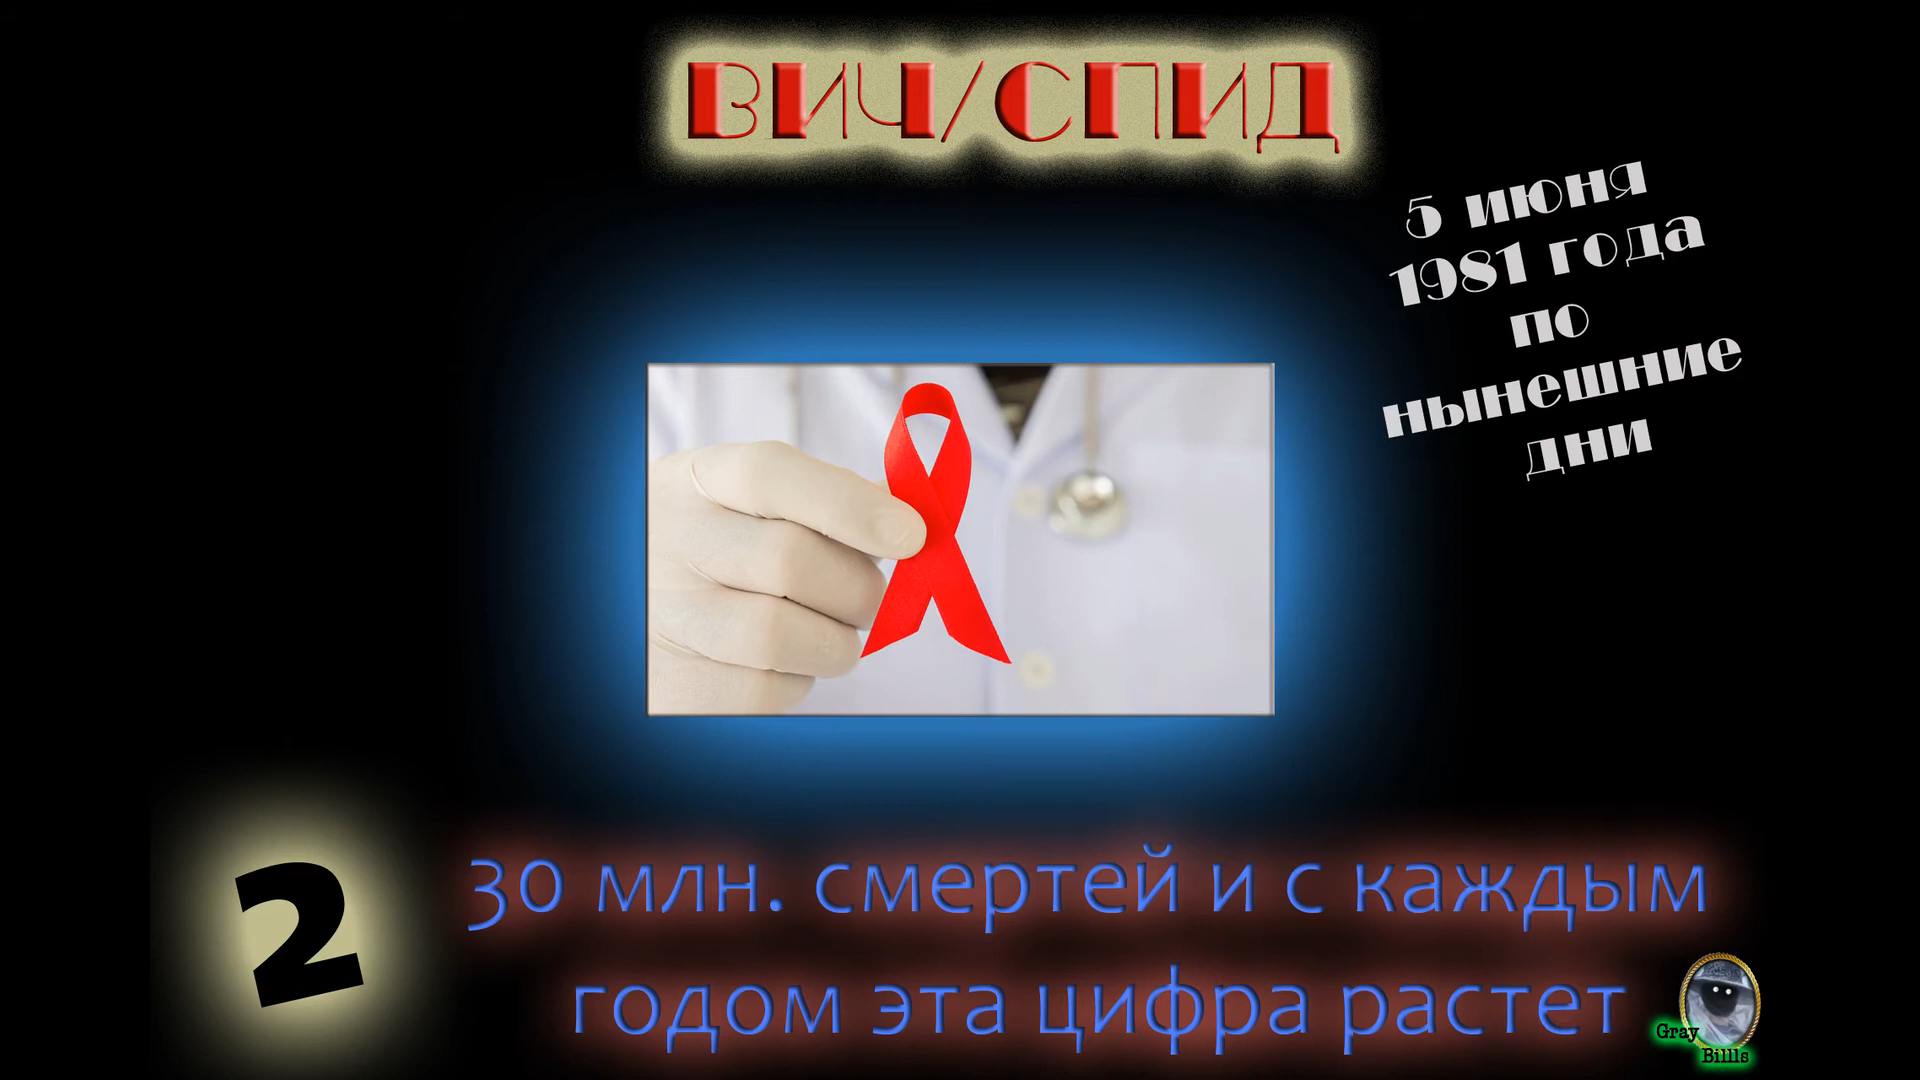 ВИЧ/СПИД
5 июня
1981 года
по
нынешние
дни
2
30 млн. смертей и с каждым
годом эта цифра растет
Gray
Billls